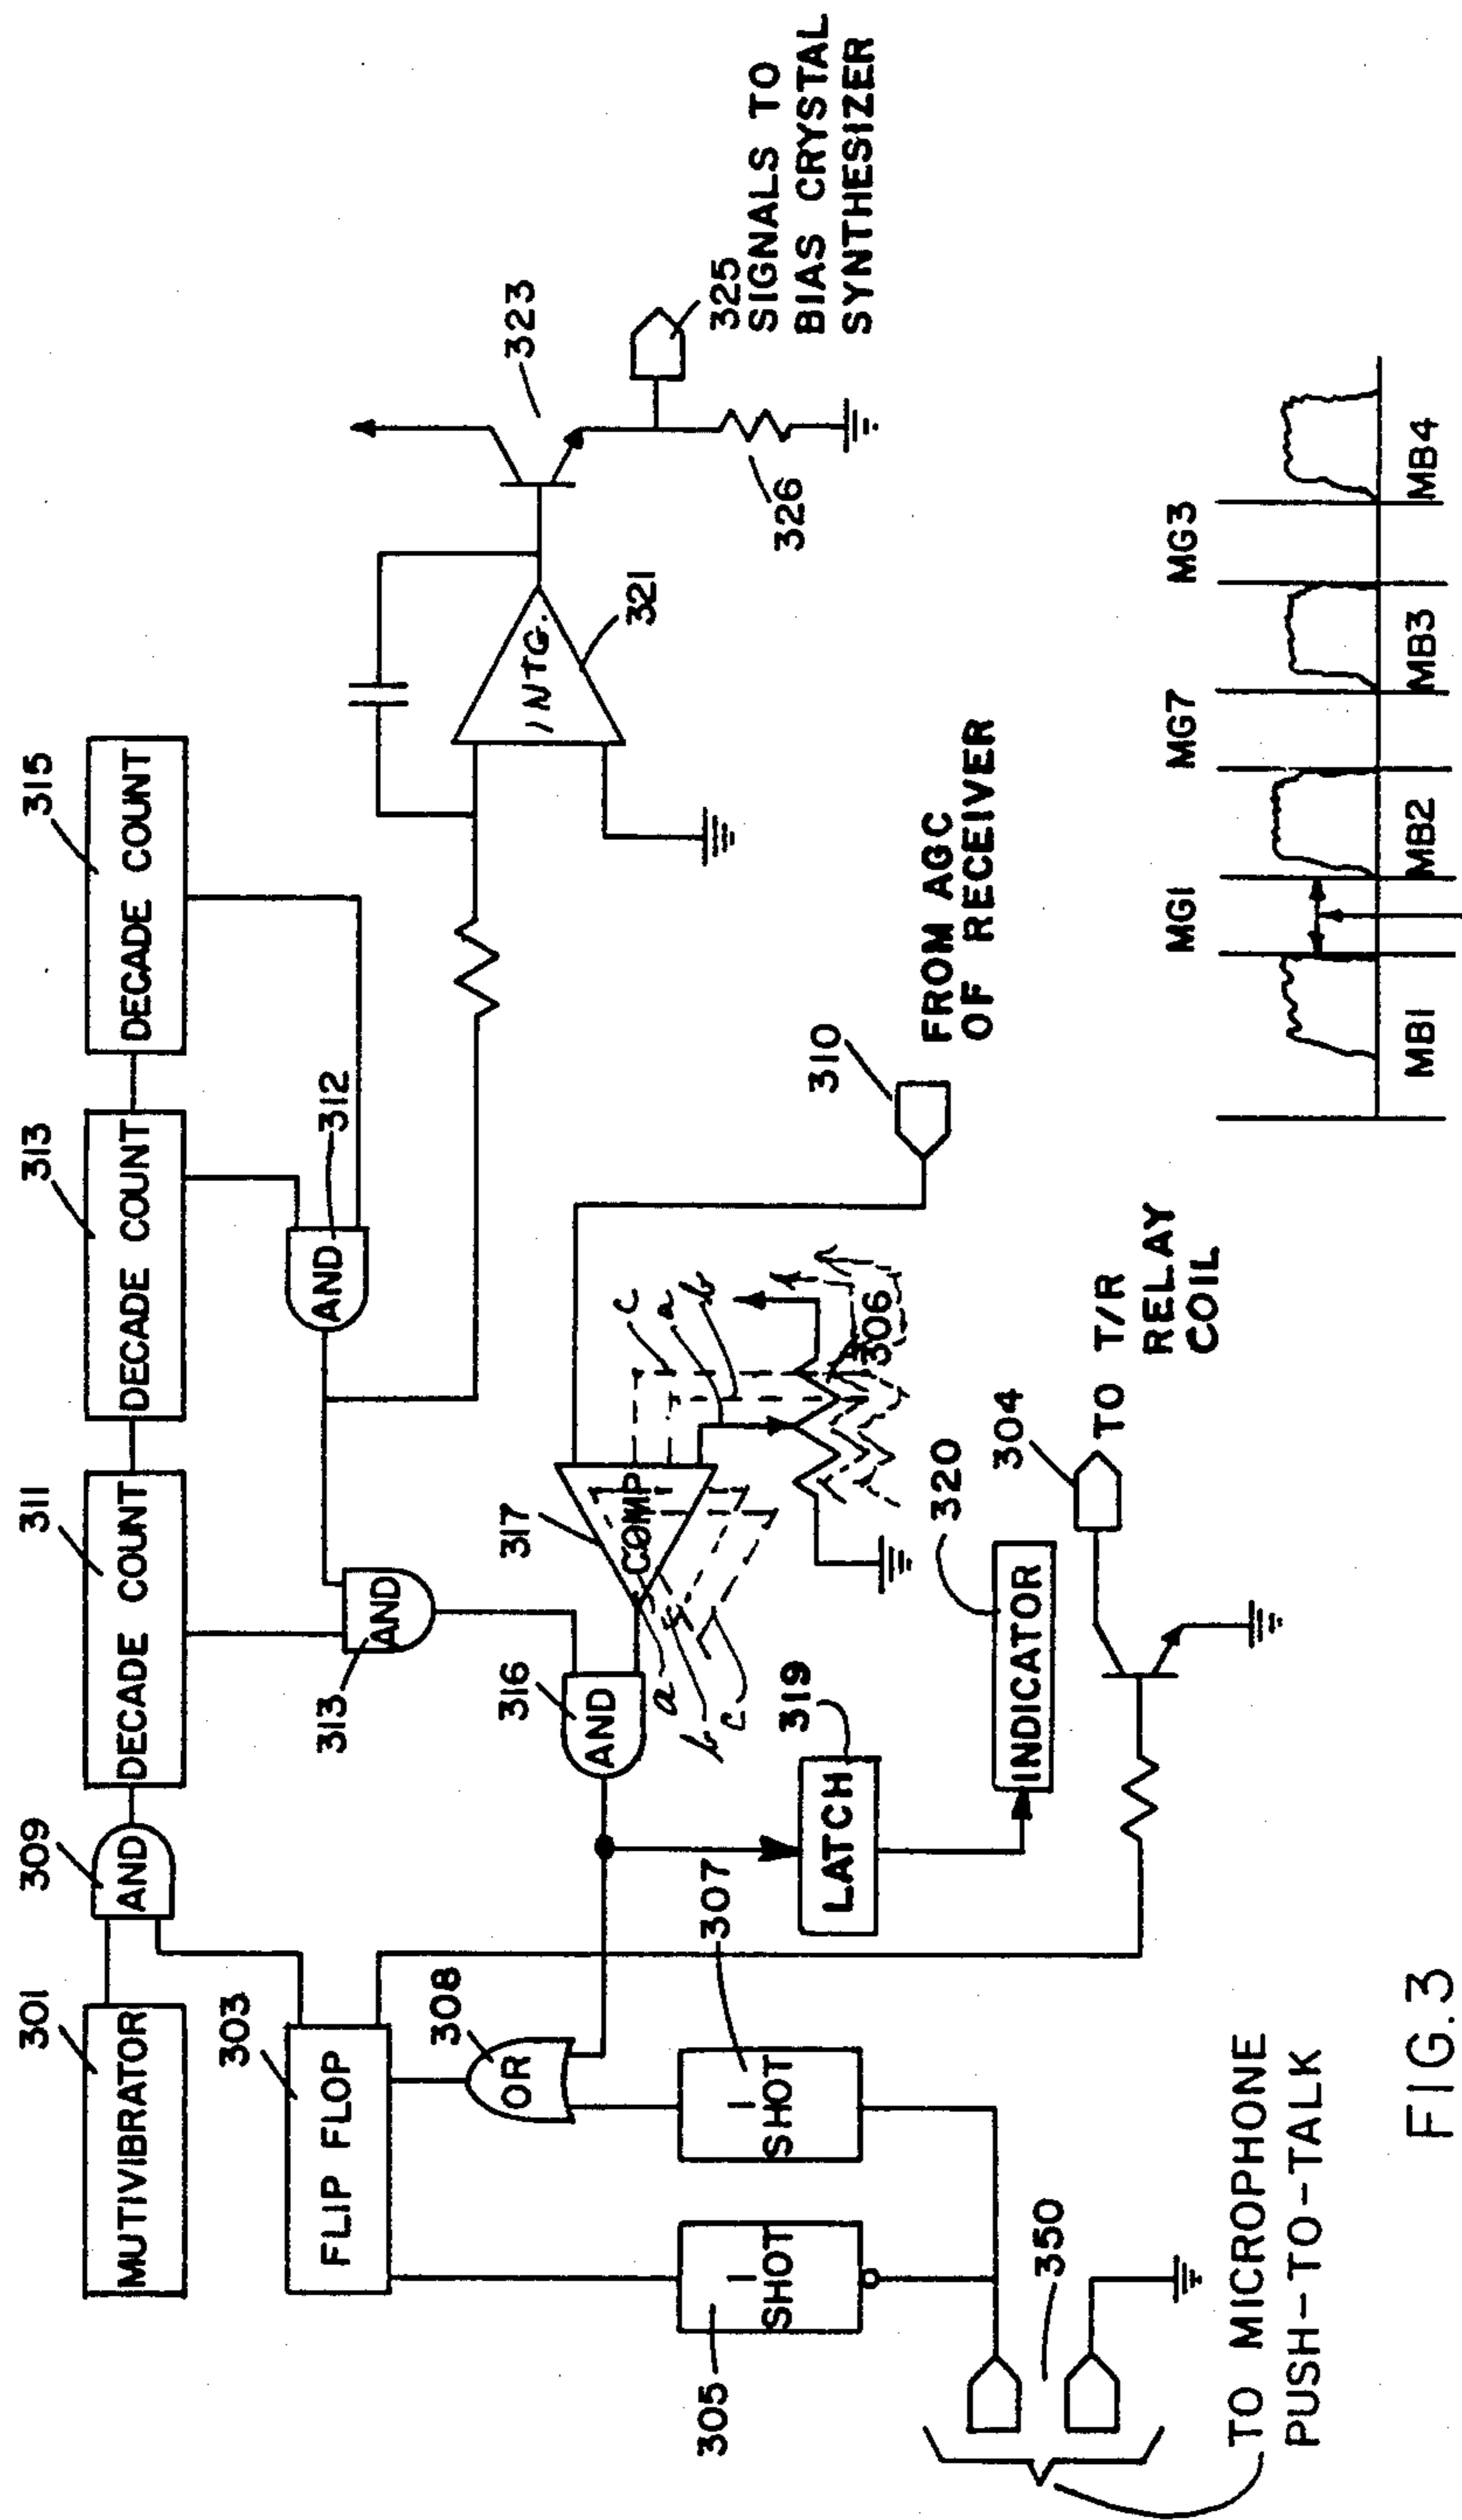 301
MUTIVIBRATOR
309
AND
311
DECADE COUNT
313
DECADE COUNT
315
DECADE COUNT
303
FLIP FLOP
AND
312
308
OR
313
AND
INTG.
321
323
325
SIGNALS TO
BIAS CRYSTAL
SYNTHESIZER
326
305
1
SHOT
307
1
SHOT
316
AND
317
COMP
a
b
c
c
a
b
306
310
FROM AGC
OF RECEIVER
319
LATCH
320
INDICATOR
304
TO T/R
RELAY
COIL
350
TO MICROPHONE
PUSH-TO-TALK
MG1
MG7
MG3
MB1
MB2
MB3
MB4
FIG.3